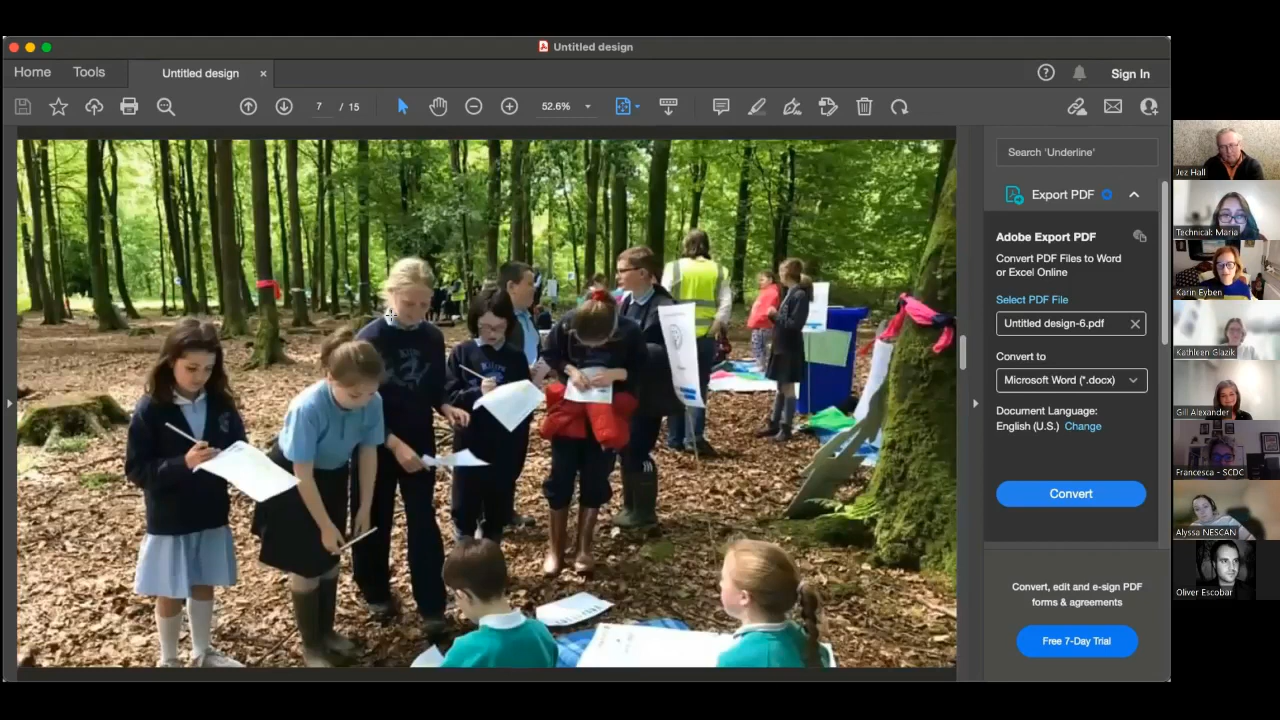 Untitled design
Home
Tools
Untitled design
Sign In
7 / 15
52.6%
Search 'Underline'
Export PDF
Adobe Export PDF
Convert PDF Files to Word
or Excel Online
Select PDF File
Untitled design-6.pdf
Convert to
Microsoft Word (*.docx)
Document Language:
English (U.S.) Change
Convert
Convert, edit and e-sign PDF
forms & agreements
Free 7-Day Trial
Jez Hall
Technical: Maria
Karin Eyben
Kathleen Glazik
Gill Alexander
Francesca - SCDC
Alyssa NESCAN
Oliver Escobar